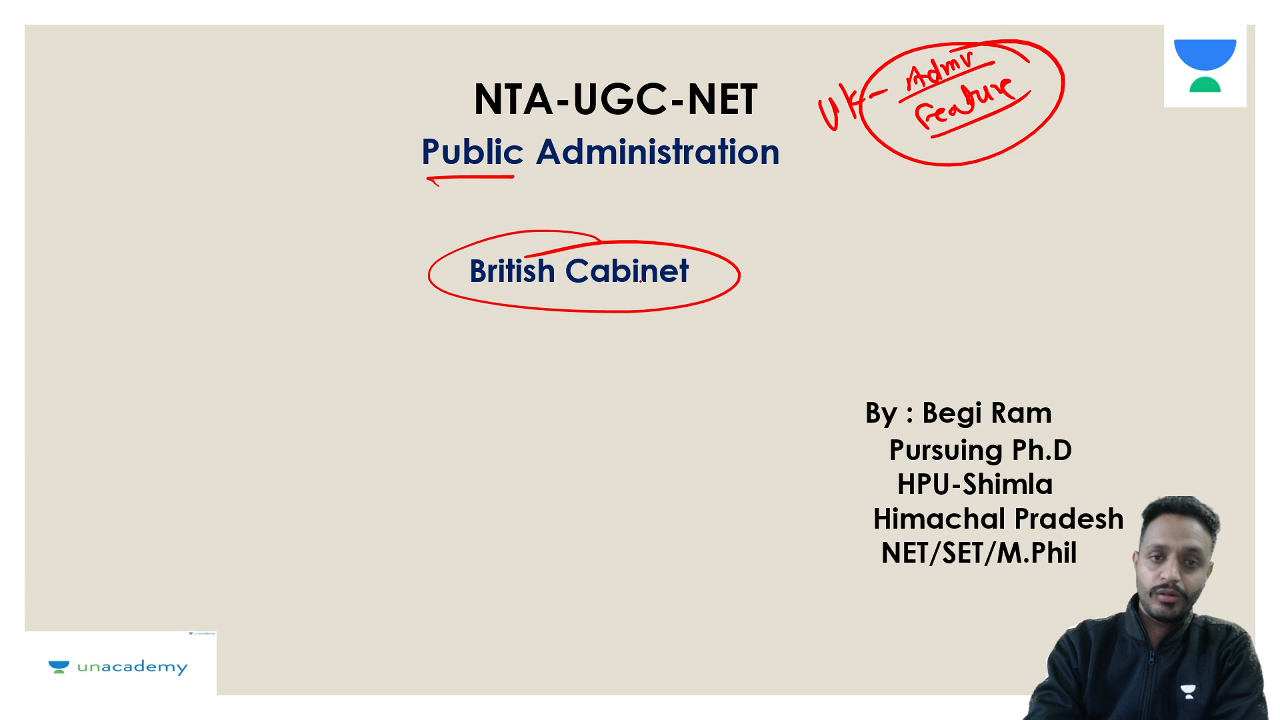 NTA-UGC-NET
Public Administration
UK- Admv
Feature
British Cabinet
By : Begi Ram
Pursuing Ph.D
HPU-Shimla
Himachal Pradesh
NET/SET/M.Phil
unacademy